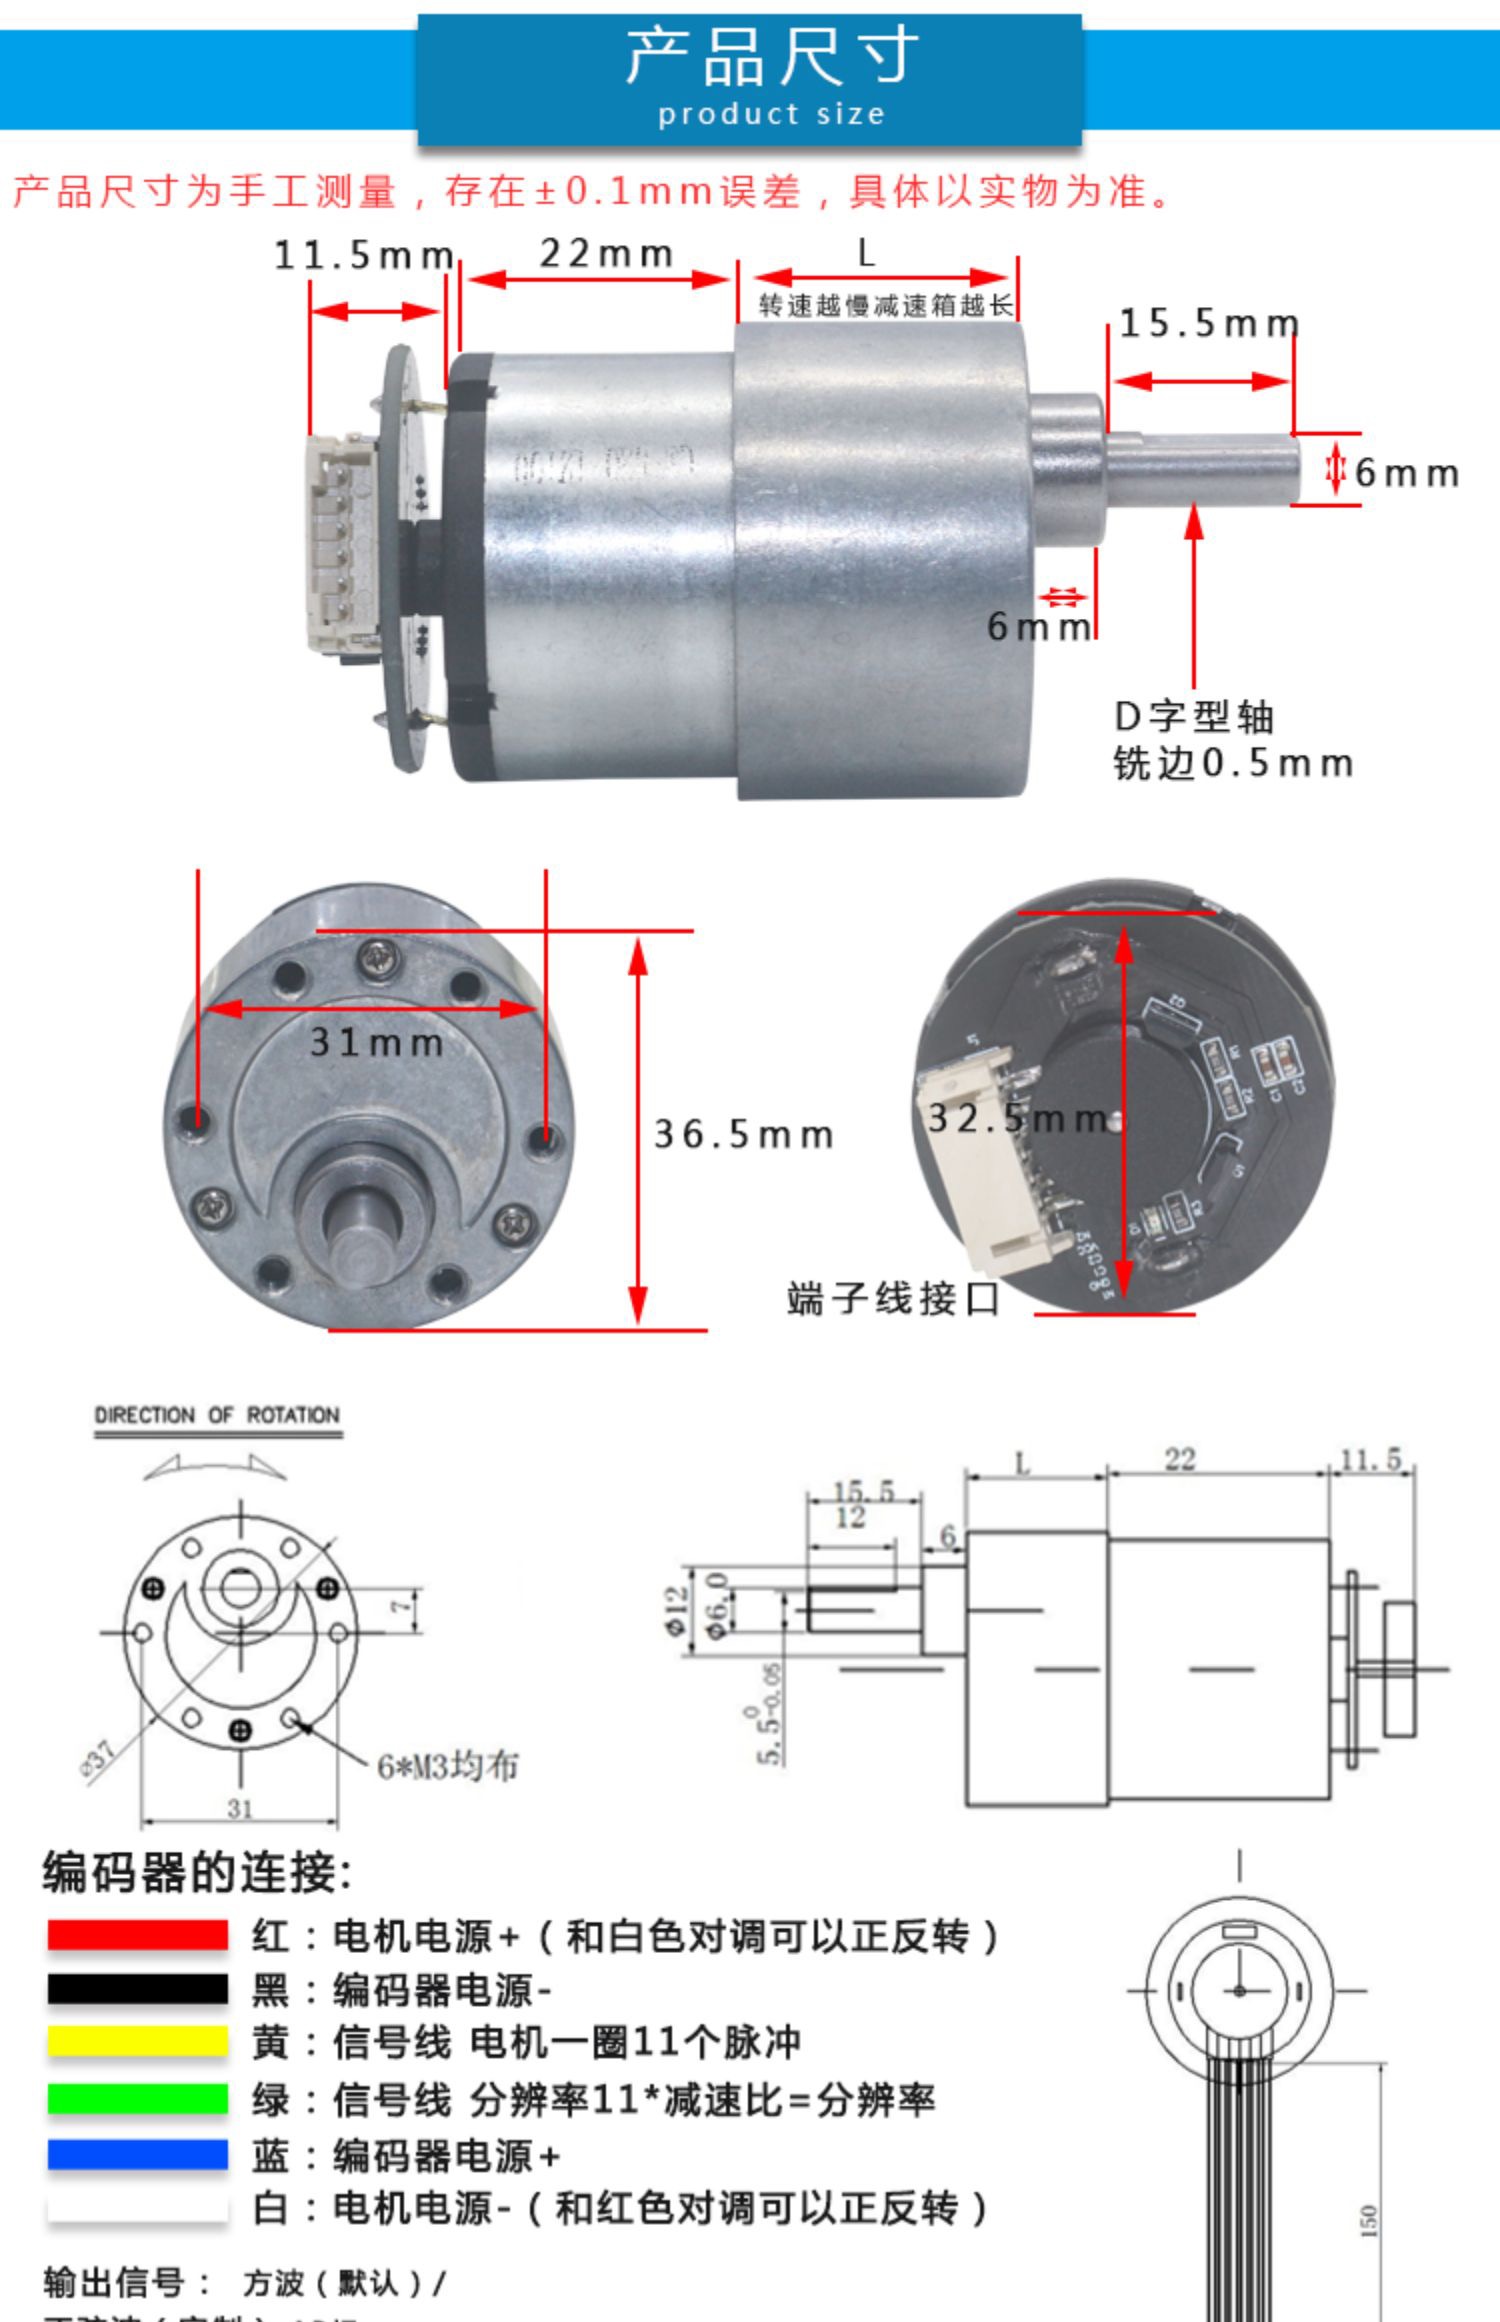 产品尺寸
product size
产品尺寸为手工测量，存在±0.1mm误差，具体以实物为准。
11.5mm
22mm
L
转速越慢减速箱越长
15.5mm
6mm
6mm
D字型轴
铣边0.5mm
31mm
36.5mm
32.5mm
端子线接口
DIRECTION OF ROTATION
7
ø37
31
6*M3均布
L
22
11.5
15.5
12
6
ϕ12
ϕ6.0
5.5 0 -0.05
编码器的连接:
红：电机电源+（和白色对调可以正反转）
黑：编码器电源-
黄：信号线 电机一圈11个脉冲
绿：信号线 分辨率11*减速比=分辨率
蓝：编码器电源+
白：电机电源-（和红色对调可以正反转）
150
输出信号： 方波（默认）/